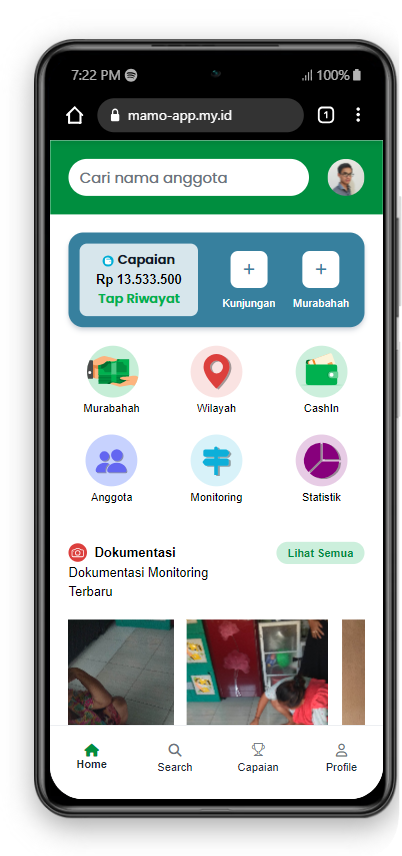 7:22 PM
100%
mamo-app.my.id
1
Cari nama anggota
Capaian
Rp 13.533.500
Tap Riwayat
+
Kunjungan
+
Murabahah
Murabahah
Wilayah
CashIn
Anggota
Monitoring
Statistik
Dokumentasi
Lihat Semua
Dokumentasi Monitoring
Terbaru
Home
Search
Capaian
Profile